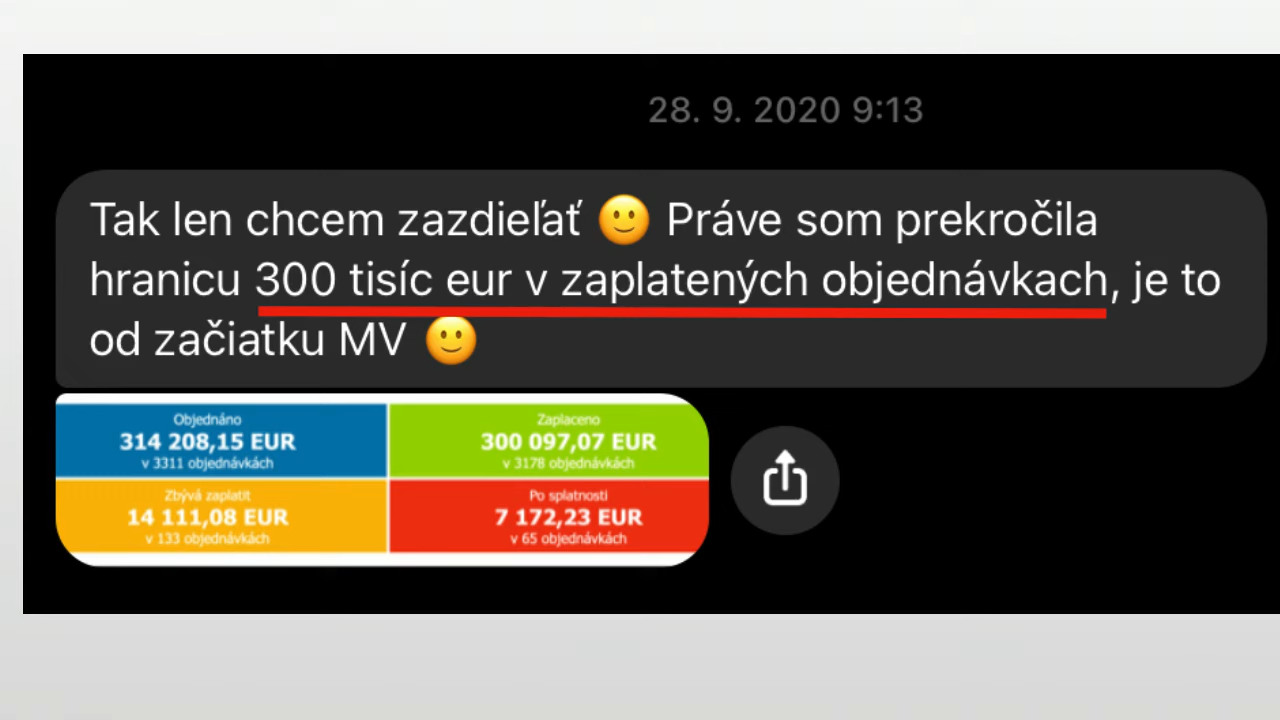 28. 9. 2020 9:13
Tak len chcem zazdieľať 🙂 Práve som prekročila
hranicu 300 tisíc eur v zaplatených objednávkach, je to
od začiatku MV 🙂
Objednáno
314 208,15 EUR
v 3311 objednávkách
Zaplaceno
300 097,07 EUR
v 3178 objednávkách
Zbývá zaplatit
14 111,08 EUR
v 133 objednávkách
Po splatnosti
7 172,23 EUR
v 65 objednávkách